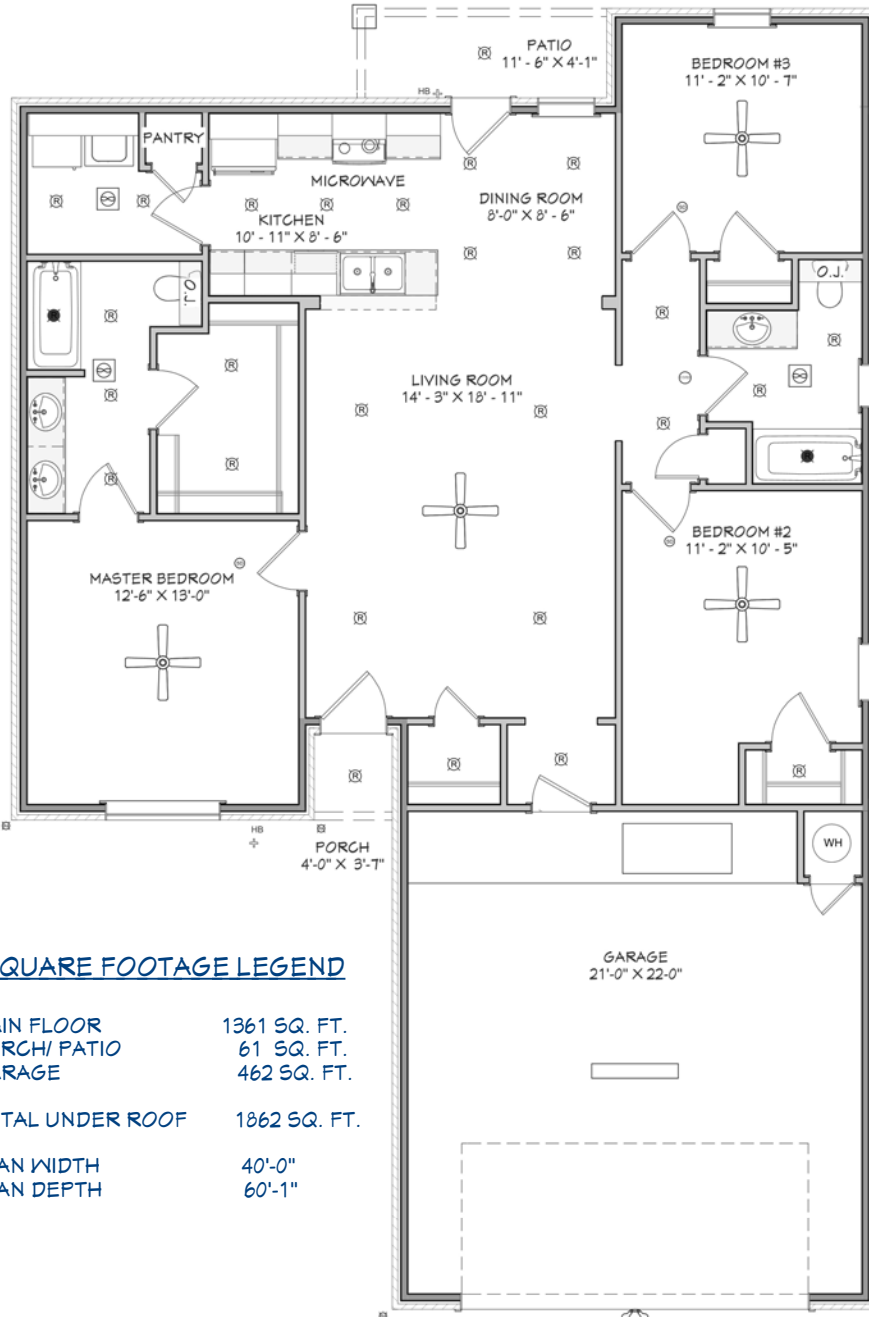 PATIO
11' - 6" X 4'-1"
BEDROOM #3
11' - 2" X 10' - 7"
HB
PANTRY
MICROWAVE
KITCHEN
10' - 11" X 8' - 6"
DINING ROOM
8'-0" X 8' - 6"
R
R
R
R
R
R
R
R
R
R
R
O.J.
O.J.
R
R
R
R
R
R
R
R
LIVING ROOM
14' - 3" X 18' - 11"
R
R
R
R
BEDROOM #2
11' - 2" X 10' - 5"
MASTER BEDROOM
12'-6" X 13'-0"
R
R
R
R
R
R
HB
PORCH
4'-0" X 3'-7"
WH
GARAGE
21'-0" X 22'-0"
QUARE FOOTAGE LEGEND
AIN FLOOR 1361 SQ. FT.
RCH/ PATIO 61 SQ. FT.
ARAGE 462 SQ. FT.
TAL UNDER ROOF 1862 SQ. FT.
AN WIDTH 40'-0"
AN DEPTH 60'-1"